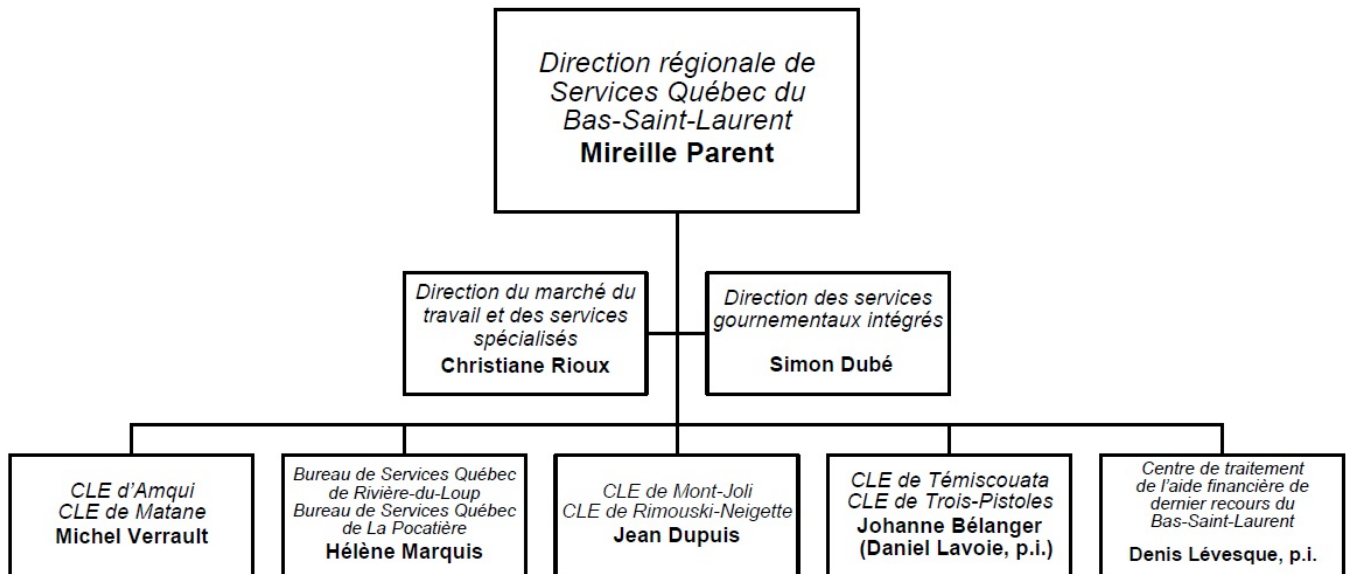 Direction régionale de
Services Québec du
Bas-Saint-Laurent
Mireille Parent
Direction du marché du
travail et des services
spécialisés
Christiane Rioux
Direction des services
gournementaux intégrés
Simon Dubé
CLE d'Amqui
CLE de Matane
Michel Verrault
Bureau de Services Québec
de Rivière-du-Loup
Bureau de Services Québec
de La Pocatière
Hélène Marquis
CLE de Mont-Joli
CLE de Rimouski-Neigette
Jean Dupuis
CLE de Témiscouata
CLE de Trois-Pistoles
Johanne Bélanger
(Daniel Lavoie, p.i.)
Centre de traitement
de l'aide financière de
dernier recours du
Bas-Saint-Laurent
Denis Lévesque, p.i.